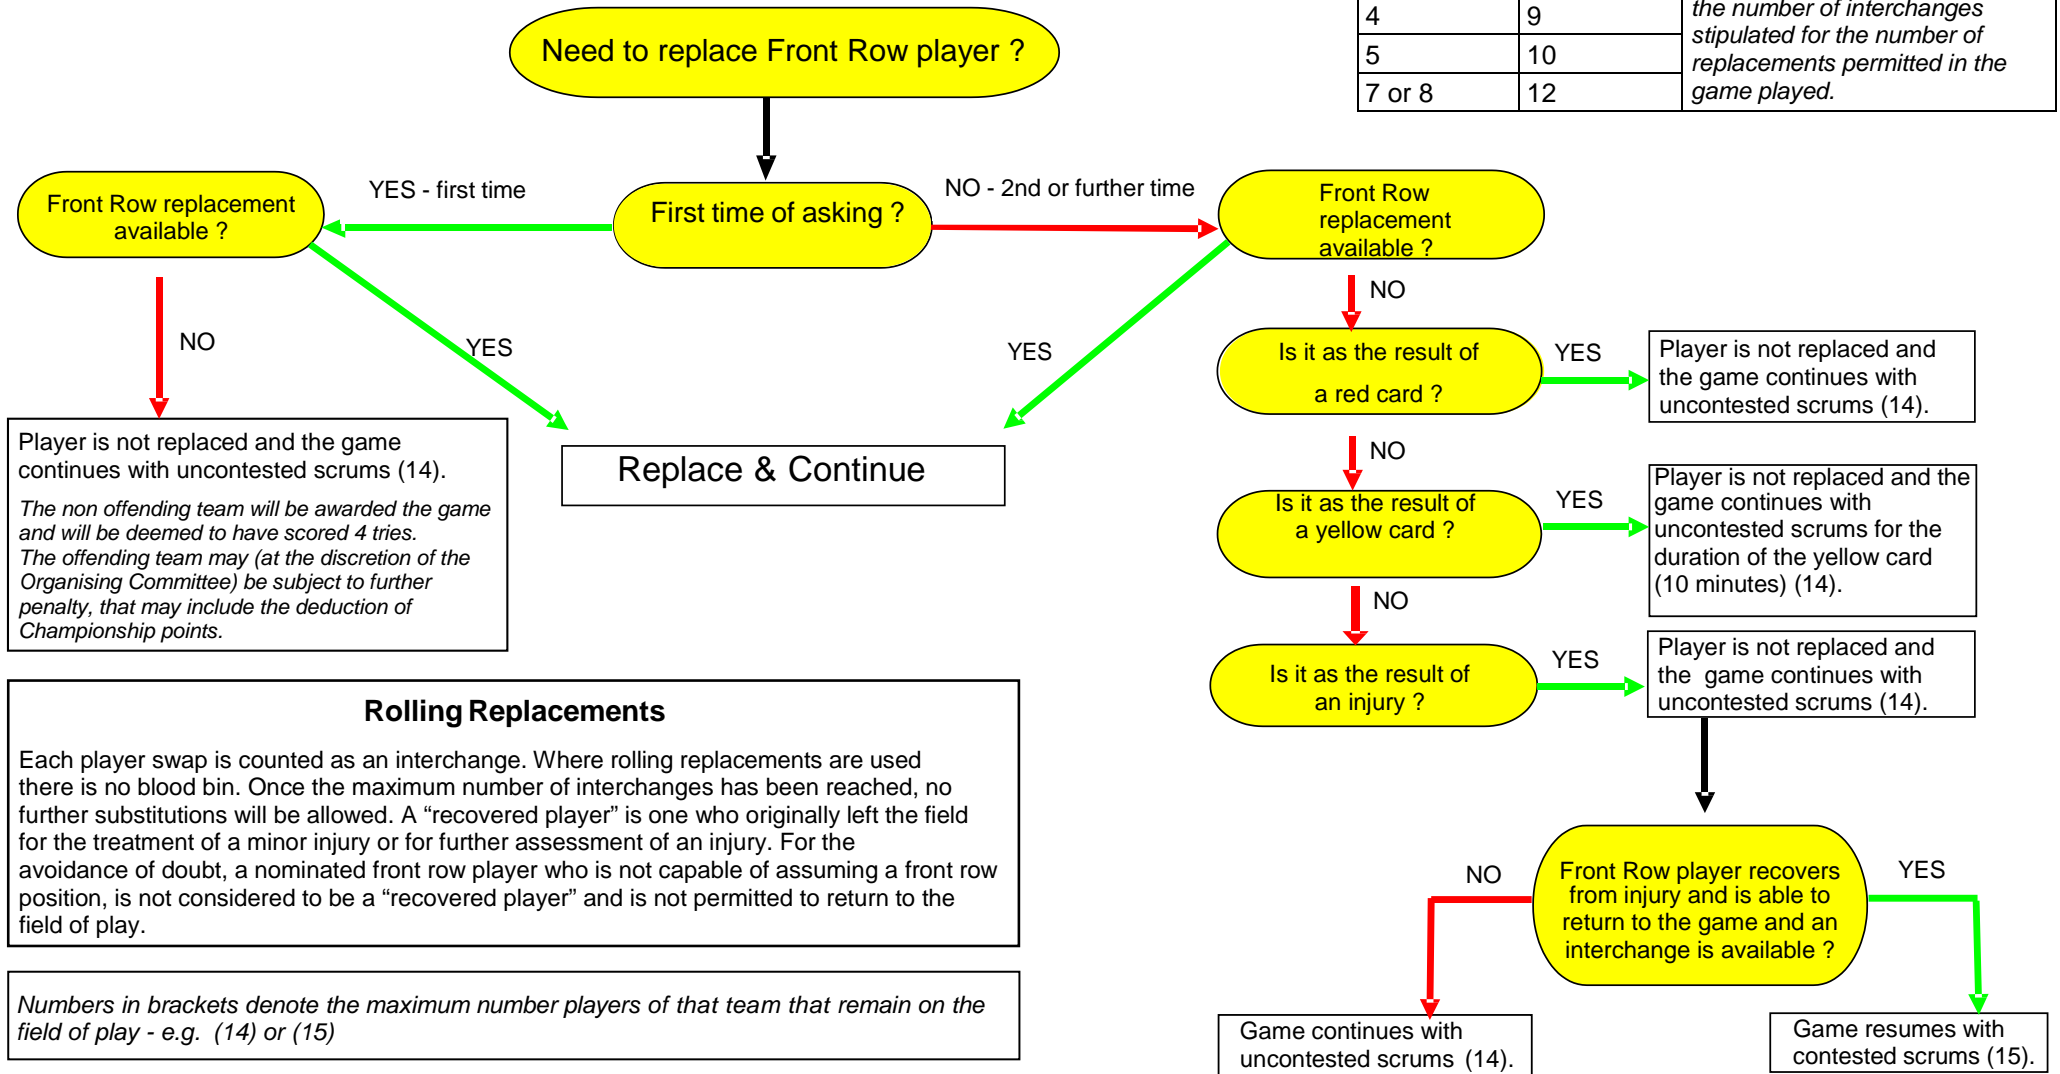 Need to replace Front Row player ?
4 9
5 10
7 or 8 12
the number of interchanges
stipulated for the number of
replacements permitted in the
game played.
First time of asking ?
YES - first time
NO - 2nd or further time
Front Row replacement
available ?
NO
YES
Player is not replaced and the game
continues with uncontested scrums (14).
The non offending team will be awarded the game
and will be deemed to have scored 4 tries.
The offending team may (at the discretion of the
Organising Committee) be subject to further
penalty, that may include the deduction of
Championship points.
Replace & Continue
Front Row
replacement
available ?
YES
NO
Is it as the result of
a red card ?
YES
Player is not replaced and
the game continues with
uncontested scrums (14).
NO
Is it as the result of
a yellow card ?
YES
Player is not replaced and the
game continues with
uncontested scrums for the
duration of the yellow card
(10 minutes) (14).
NO
Is it as the result of
an injury ?
YES
Player is not replaced and
the game continues with
uncontested scrums (14).
Front Row player recovers
from injury and is able to
return to the game and an
interchange is available ?
NO
YES
Game continues with
uncontested scrums (14).
Game resumes with
contested scrums (15).
Rolling Replacements
Each player swap is counted as an interchange. Where rolling replacements are used
there is no blood bin. Once the maximum number of interchanges has been reached, no
further substitutions will be allowed. A “recovered player” is one who originally left the field
for the treatment of a minor injury or for further assessment of an injury. For the
avoidance of doubt, a nominated front row player who is not capable of assuming a front row
position, is not considered to be a “recovered player” and is not permitted to return to the
field of play.
Numbers in brackets denote the maximum number players of that team that remain on the
field of play - e.g. (14) or (15)